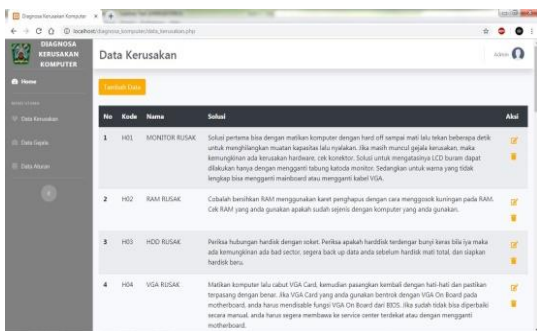 Diagnosa Kerusakan Komputer
localhost/diagnosa_komputer/data_kerusakan.php
DIAGNOSA
KERUSAKAN
KOMPUTER
Data Kerusakan
Admin
Home
Data Kerusakan
Data Gejala
Data Aturan
Tambah Data
No Kode Nama Solusi Aksi
1 H01 MONITOR RUSAK Solusi pertama bisa dengan matikan komputer dengan hard off sampai mati lalu tekan beberapa detik
untuk menghilangkan muatan kapasitas lalu nyalakan. Jika masih muncul gejala kerusakan, maka
kemungkinan ada kerusakan hardware, cek konektor. Solusi untuk mengatasinya LCD buram dapat
dilakukan hanya dengan mengganti tabung katoda monitor. Sedangkan untuk warna yang tidak
lengkap bisa mengganti mainboard atau mengganti kabel VGA.
2 H02 RAM RUSAK Cobalah bersihkan RAM menggunakan karet penghapus dengan cara menggosok kuningan pada RAM.
Cek RAM yang anda gunakan apakah sudah sejenis dengan komputer yang anda gunakan.
3 H03 HDD RUSAK Periksa hubungan hardisk dengan soket. Periksa apakah harddisk terdengar bunyi keras bila iya maka
ada kemungkinan ada bad sector, segera back up data anda sebelum hardisk mati total, dan siapkan
hardisk baru.
4 H04 VGA RUSAK Matikan komputer lalu cabut VGA Card, kemudian pasangkan kembali dengan hati-hati dan pastikan
terpasang dengan benar. Jika VGA Card yang anda gunakan bentrok dengan VGA On Board pada
motherboard, anda harus mendisable fungsi VGA On Board dari BIOS. Jika sudah tidak bisa diperbaiki
secara manual, anda harus segera membawa ke service center terdekat atau dengan mengganti
motherboard.